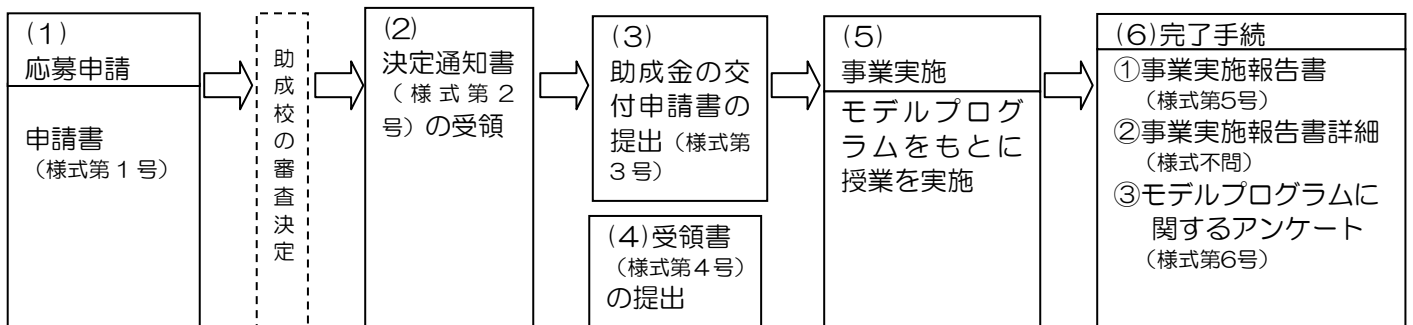 (1)
応募申請
申請書
(様式第1号)
助成校の審査決定
(2)
決定通知書
(様式第2
号)の受領
(3)
助成金の交
付申請書の
提出(様式第
3号)
(4)受領書
(様式第4号)
の提出
(5)
事業実施
モデルプログ
ラムをもとに
授業を実施
(6)完了手続
①事業実施報告書
(様式第5号)
②事業実施報告書詳細
(様式不問)
③モデルプログラムに
関するアンケート
(様式第6号)